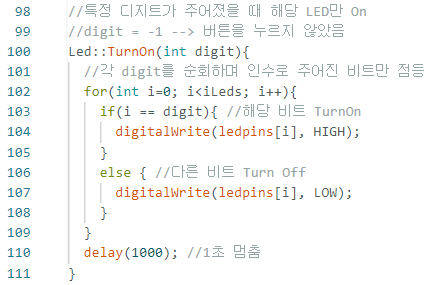 98 //특정 디지트가 주어졌을 때 해당 LED만 On
99 //digit = -1 --> 버튼을 누르지 않았음
100 Led::TurnOn(int digit){
101   //각 digit를 순회하며 인수로 주어진 비트만 점등
102   for(int i=0; i<iLeds; i++){
103     if(i == digit){ //해당 비트 TurnOn
104       digitalWrite(ledpins[i], HIGH);
105     }
106     else { //다른 비트 Turn Off
107       digitalWrite(ledpins[i], LOW);
108     }
109   }
110   delay(1000); //1초 멈춤
111 }